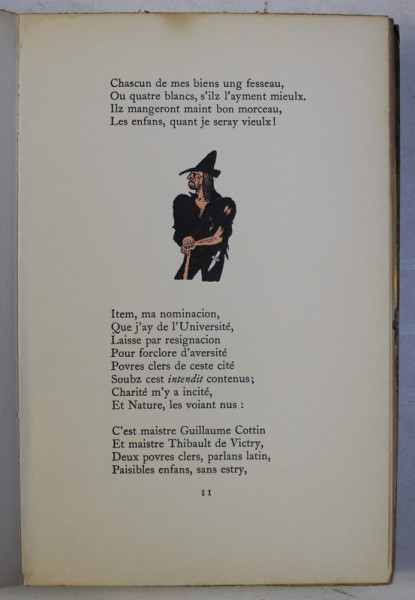 Chascun de mes biens ung fesseau,
Ou quatre blancs, s'ilz l'ayment mieulx.
Ilz mangeront maint bon morceau,
Les enfans, quant je seray vieulx!
Item, ma nominacion,
Que j'ay de l'Université,
Laisse par resignacion
Pour forclore d'aversité
Povres clers de ceste cité
Soubz cest intendit contenus;
Charité m'y a incité,
Et Nature, les voiant nus :
C'est maistre Guillaume Cottin
Et maistre Thibault de Victry,
Deux povres clers, parlans latin,
Paisibles enfans, sans estry,
11